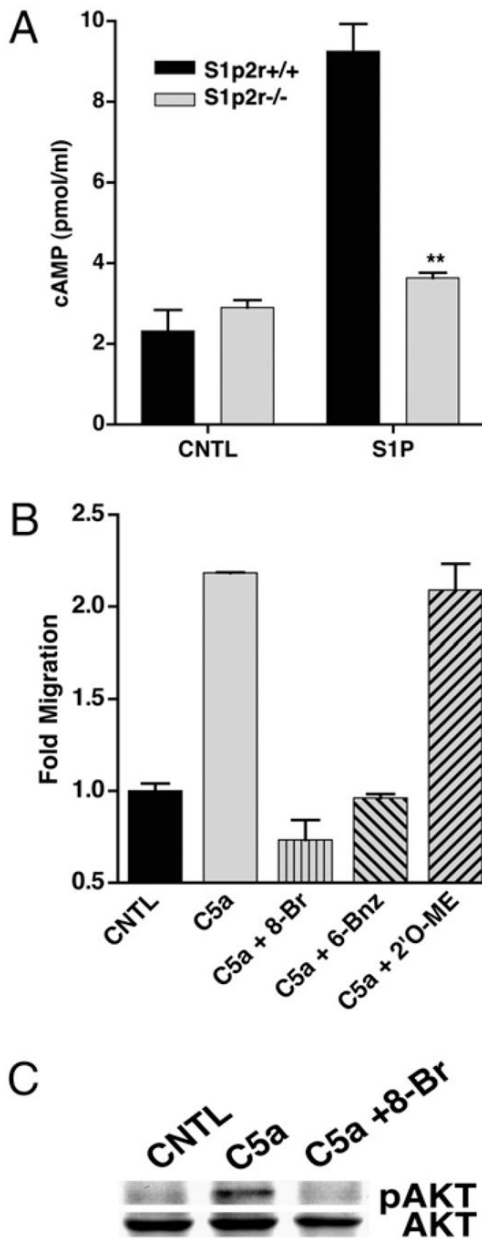 A
10
8
6
4
2
0
cAMP (pmol/ml)
S1p2r+/+
S1p2r-/-
**
CNTL
S1P
B
2.5
2.0
1.5
1.0
0.5
Fold Migration
CNTL
C5a
C5a + 8-Br
C5a + 6-Bnz
C5a + 2'O-ME
C
CNTL
C5a
C5a +8-Br
pAKT
AKT